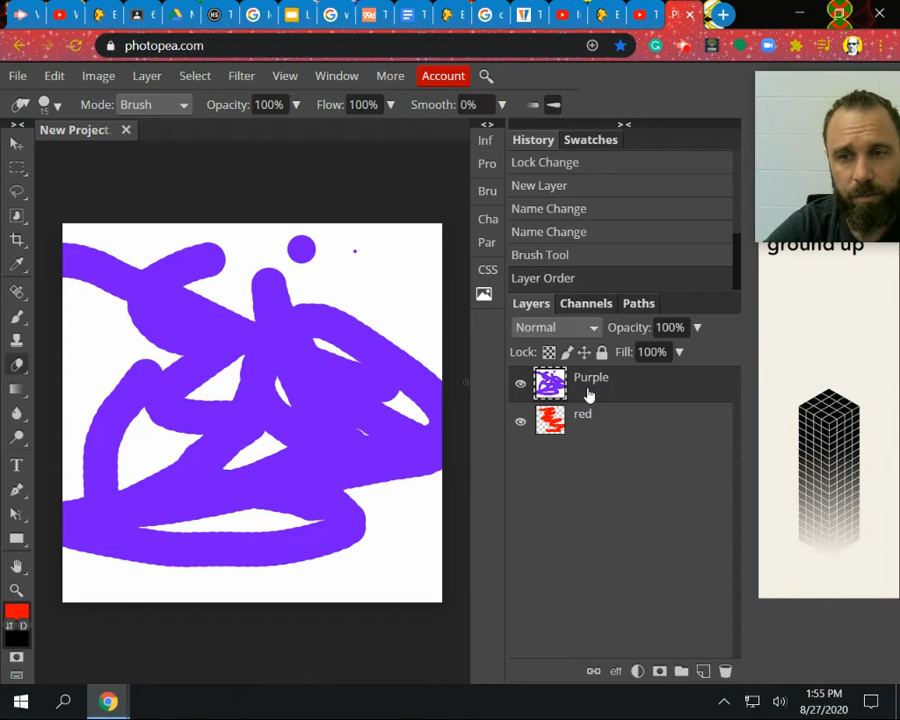 photopea.com
File Edit Image Layer Select Filter View Window More Account
15 Mode: Brush Opacity: 100% Flow: 100% Smooth: 0%
New Project
Inf
Pro
Bru
Cha
Par
CSS
History Swatches
Lock Change
New Layer
Name Change
Name Change
Brush Tool
Layer Order
Layers Channels Paths
Normal Opacity: 100%
Lock: Fill: 100%
Purple
red
eff
D
ground up
1:55 PM
8/27/2020